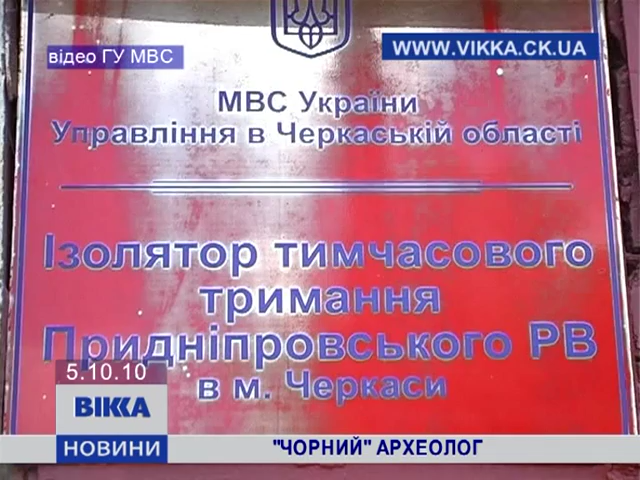 WWW.VIKKA.CK.UA
відео ГУ МВС
МВС України
Управління в Черкаській області
Ізолятор тимчасового
тримання
Придніпровського РВ
в м. Черкаси
5.10.10
ВІККА
НОВИНИ
"ЧОРНИЙ" АРХЕОЛОГ